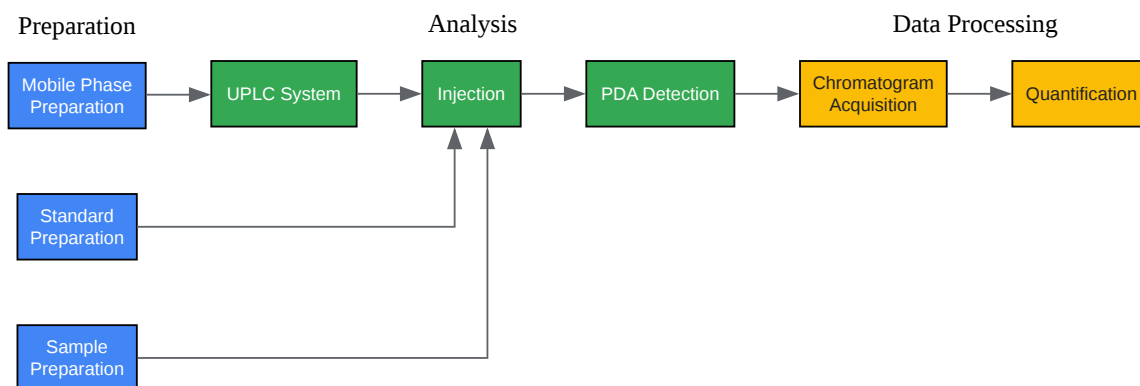 Preparation
Analysis
Data Processing
Mobile Phase
Preparation
UPLC System
Injection
PDA Detection
Chromatogram
Acquisition
Quantification
Standard
Preparation
Sample
Preparation